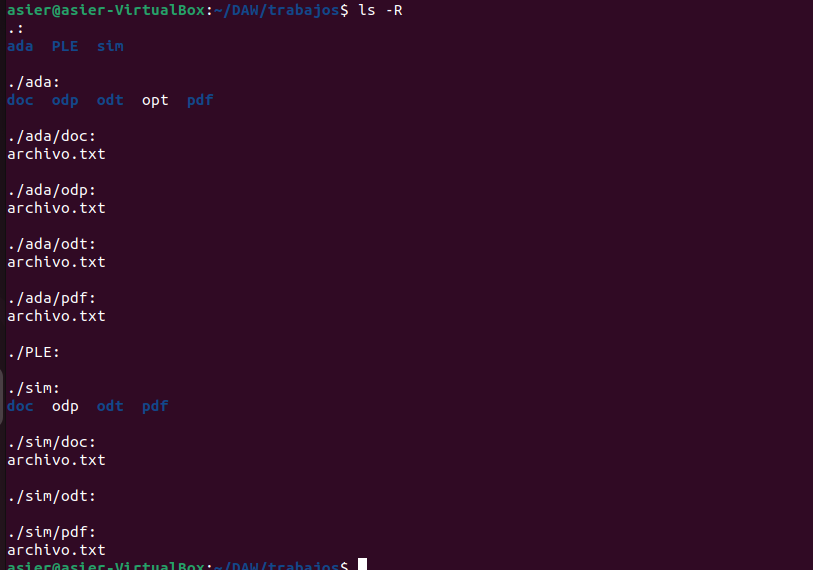 asier@asier-VirtualBox:~/DAW/trabajos$ ls -R
.:
ada  PLE  sim
./ada:
doc  odp  odt  opt  pdf
./ada/doc:
archivo.txt
./ada/odp:
archivo.txt
./ada/odt:
archivo.txt
./ada/pdf:
archivo.txt
./PLE:
./sim:
doc  odp  odt  pdf
./sim/doc:
archivo.txt
./sim/odt:
./sim/pdf:
archivo.txt
asier@asier-VirtualBox:~/DAW/trabajos$